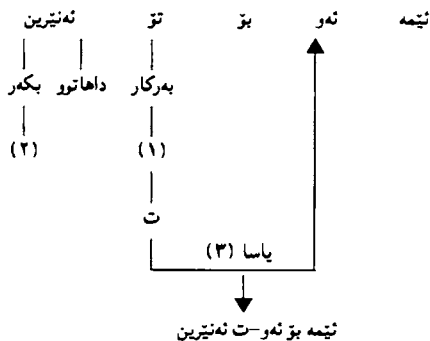 ئێمە ئەو بۆ تۆ ئەنێرین
بەرکار داهاتوو بکەر
(١) (٢)
ت
یاسا (٣)
ئێمە بۆ ئەو-ت ئەنێرین